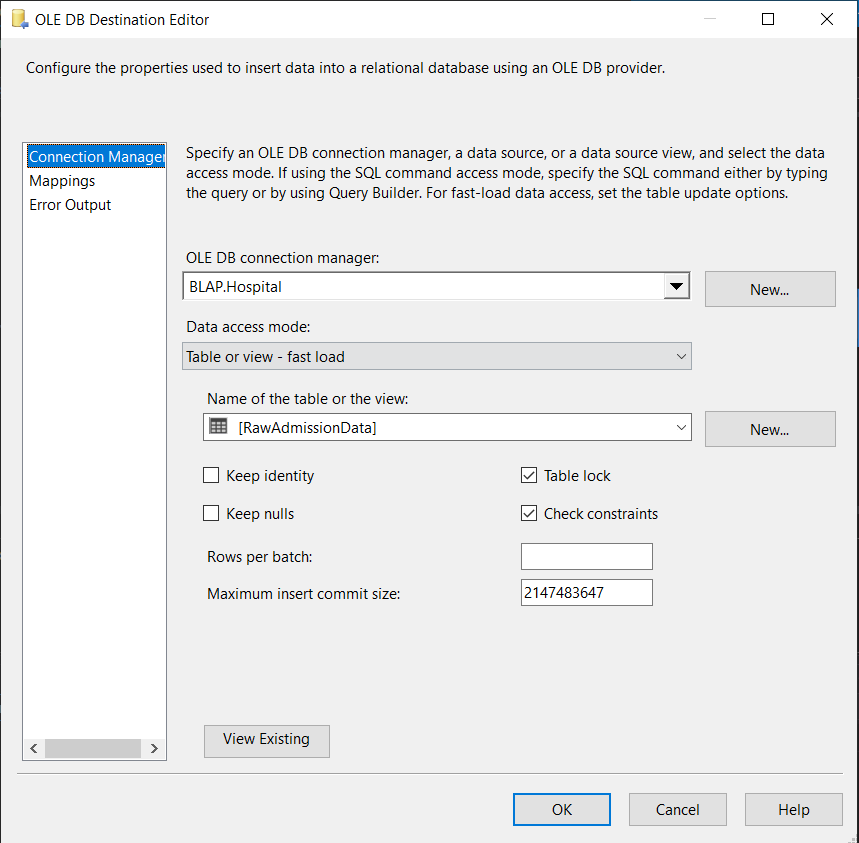 OLE DB Destination Editor
Configure the properties used to insert data into a relational database using an OLE DB provider.
Connection Manager
Mappings
Error Output
Specify an OLE DB connection manager, a data source, or a data source view, and select the data
access mode. If using the SQL command access mode, specify the SQL command either by typing
the query or by using Query Builder. For fast-load data access, set the table update options.
OLE DB connection manager:
BLAP.Hospital
New...
Data access mode:
Table or view - fast load
Name of the table or the view:
[RawAdmissionData]
New...
Keep identity
Table lock
Keep nulls
Check constraints
Rows per batch:
Maximum insert commit size:
2147483647
View Existing
OK
Cancel
Help